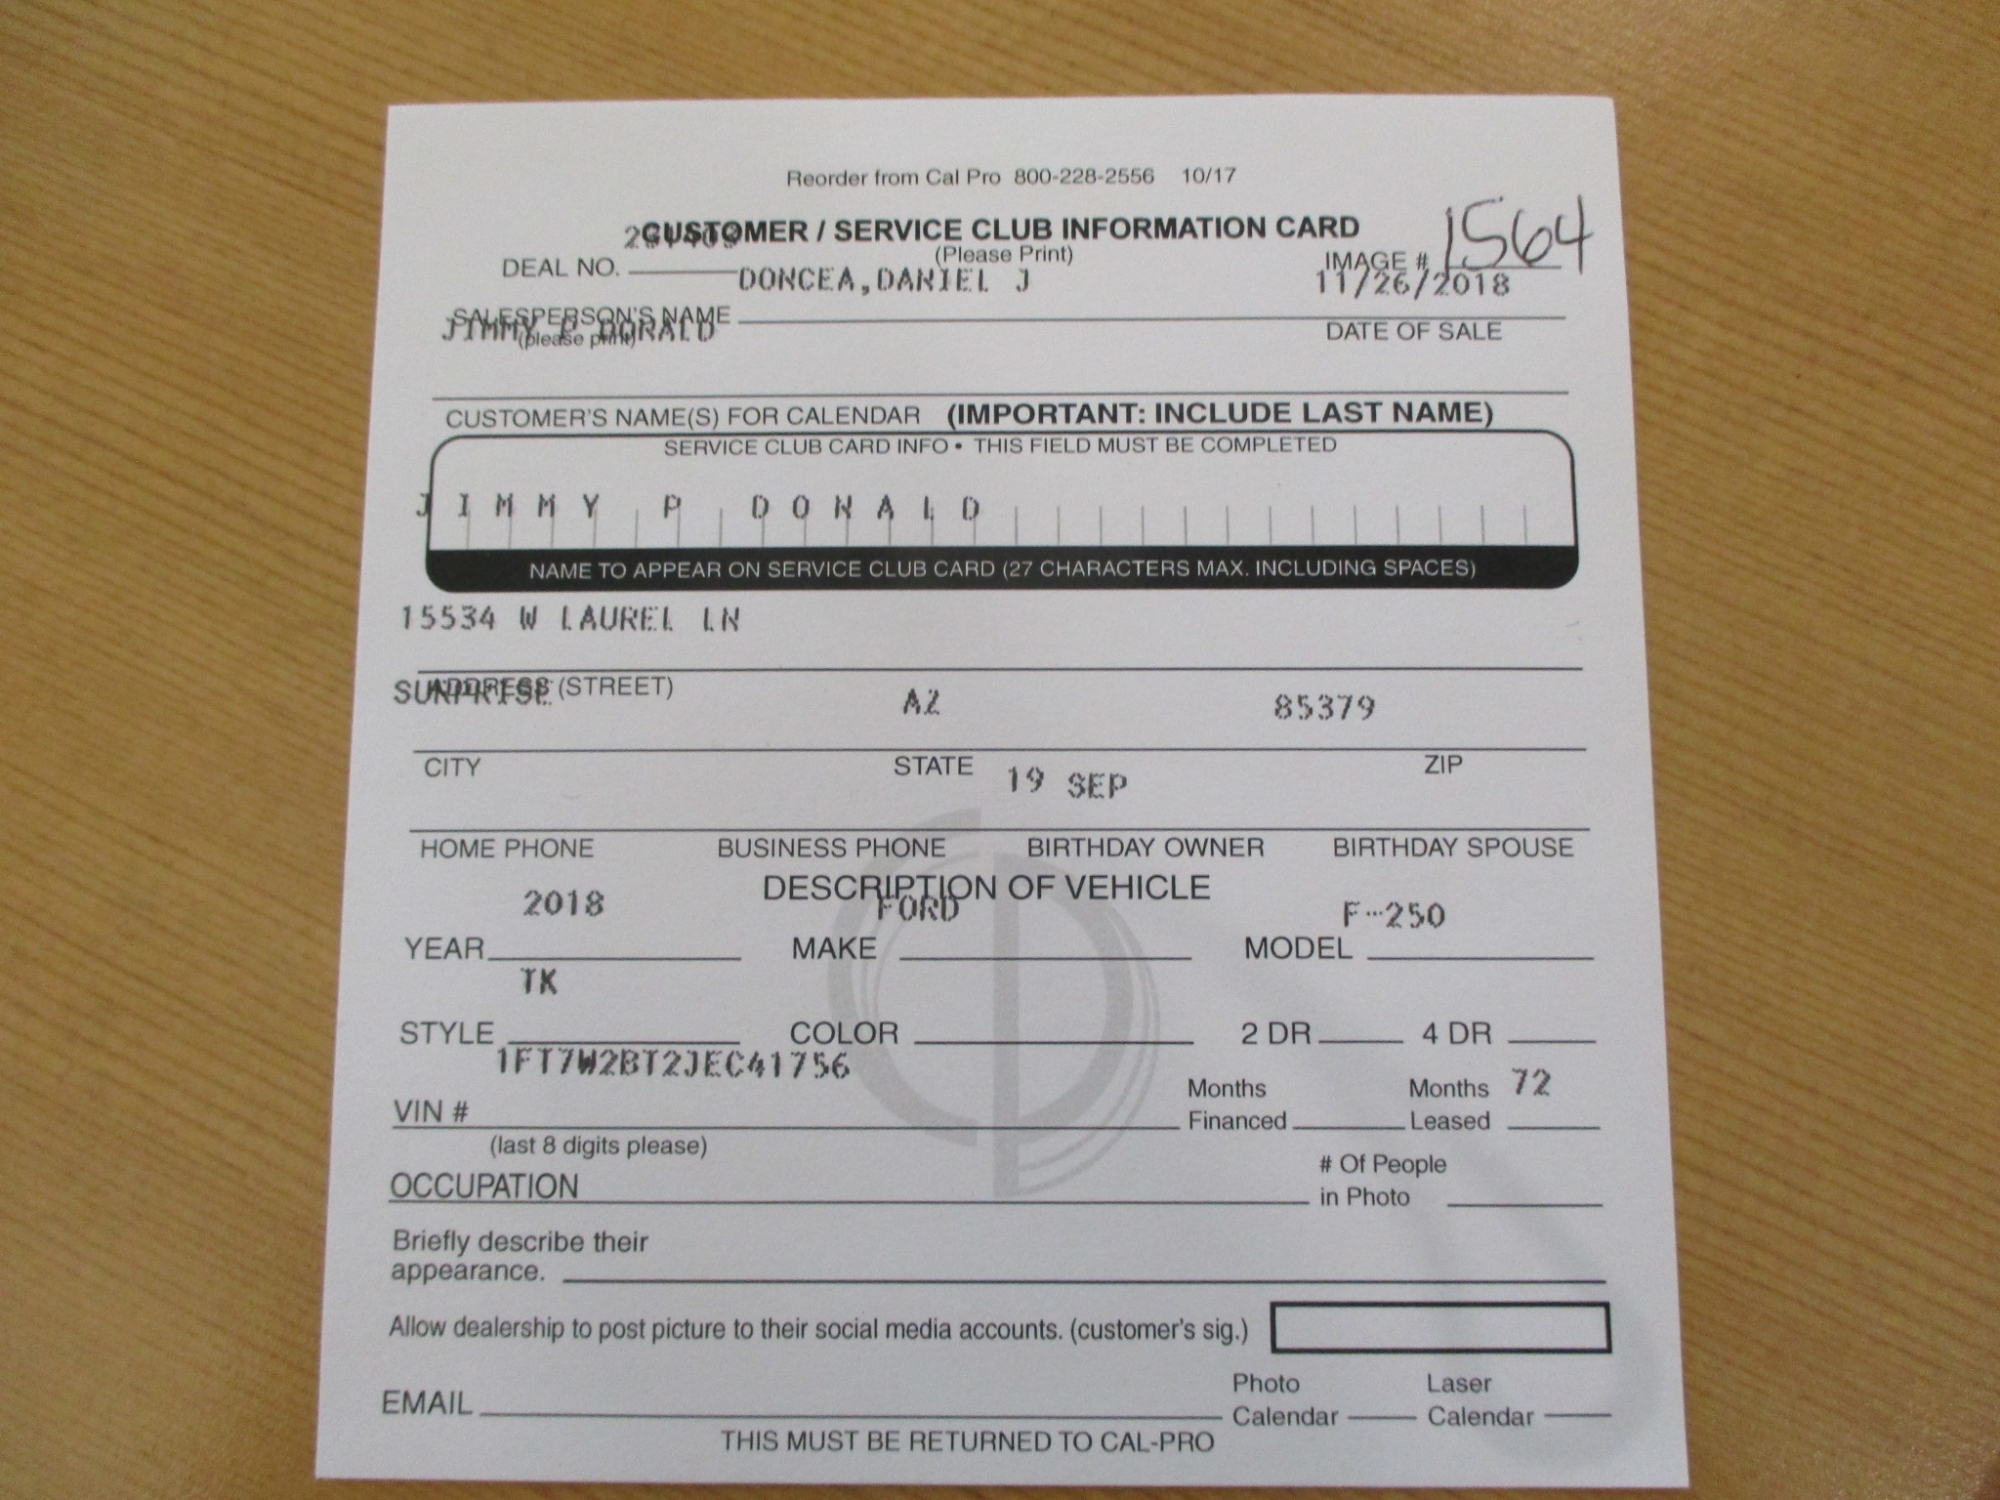 Reorder from Cal Pro 800-228-2556 10/17
CUSTOMER / SERVICE CLUB INFORMATION CARD
(Please Print)
DEAL NO. IMAGE # 1564
DONCEA,DANIEL J 11/26/2018
SALESPERSON'S NAME
(please print) DATE OF SALE
JIMMY P DONALD
CUSTOMER'S NAME(S) FOR CALENDAR (IMPORTANT: INCLUDE LAST NAME)
SERVICE CLUB CARD INFO • THIS FIELD MUST BE COMPLETED
JIMMY P DONALD
NAME TO APPEAR ON SERVICE CLUB CARD (27 CHARACTERS MAX. INCLUDING SPACES)
15534 W LAUREL LN
ADDRESS (STREET)
SURPRISE AZ 85379
CITY STATE ZIP
19 SEP
HOME PHONE BUSINESS PHONE BIRTHDAY OWNER BIRTHDAY SPOUSE
DESCRIPTION OF VEHICLE
2018 FORD F-250
YEAR MAKE MODEL
TK
STYLE COLOR 2 DR 4 DR
1FT7W2BT2JEC41756
VIN # Months Financed Months Leased 72
(last 8 digits please)
OCCUPATION # Of People in Photo
Briefly describe their
appearance.
Allow dealership to post picture to their social media accounts. (customer's sig.)
EMAIL Photo Calendar Laser Calendar
THIS MUST BE RETURNED TO CAL-PRO